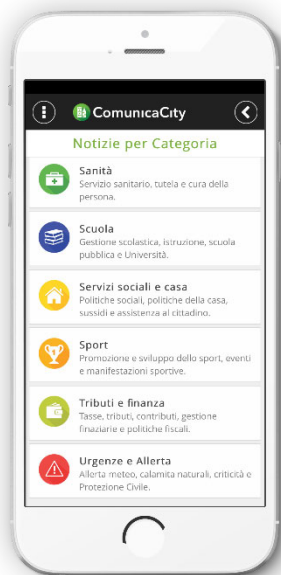 ComunicaCity
Notizie per Categoria
Sanità
Servizio sanitario, tutela e cura della
persona.
Scuola
Gestione scolastica, istruzione, scuola
pubblica e Università.
Servizi sociali e casa
Politiche sociali, politiche della casa,
sussidi e assistenza al cittadino.
Sport
Promozione e sviluppo dello sport, eventi
e manifestazioni sportive.
Tributi e finanza
Tasse, tributi, contributi, gestione
finaziarie e politiche fiscali.
Urgenze e Allerta
Allerta meteo, calamita naturali, criticità e
Protezione Civile.